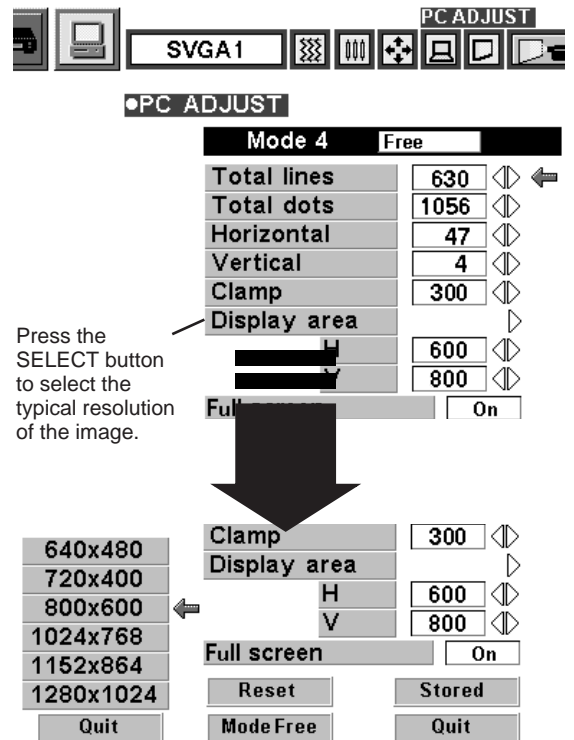 PC ADJUST
SVGA1
●PC ADJUST
Mode 4 Free
Total lines 630
Total dots 1056
Horizontal 47
Vertical 4
Clamp 300
Display area
Press the
SELECT button
to select the
typical resolution
of the image.
H 600
800
Full screen On
Clamp 300
Display area
H 600
V 800
Full screen On
640x480
720x400
800x600
1024x768
1152x864
1280x1024
Quit
Reset Stored
Mode Free Quit